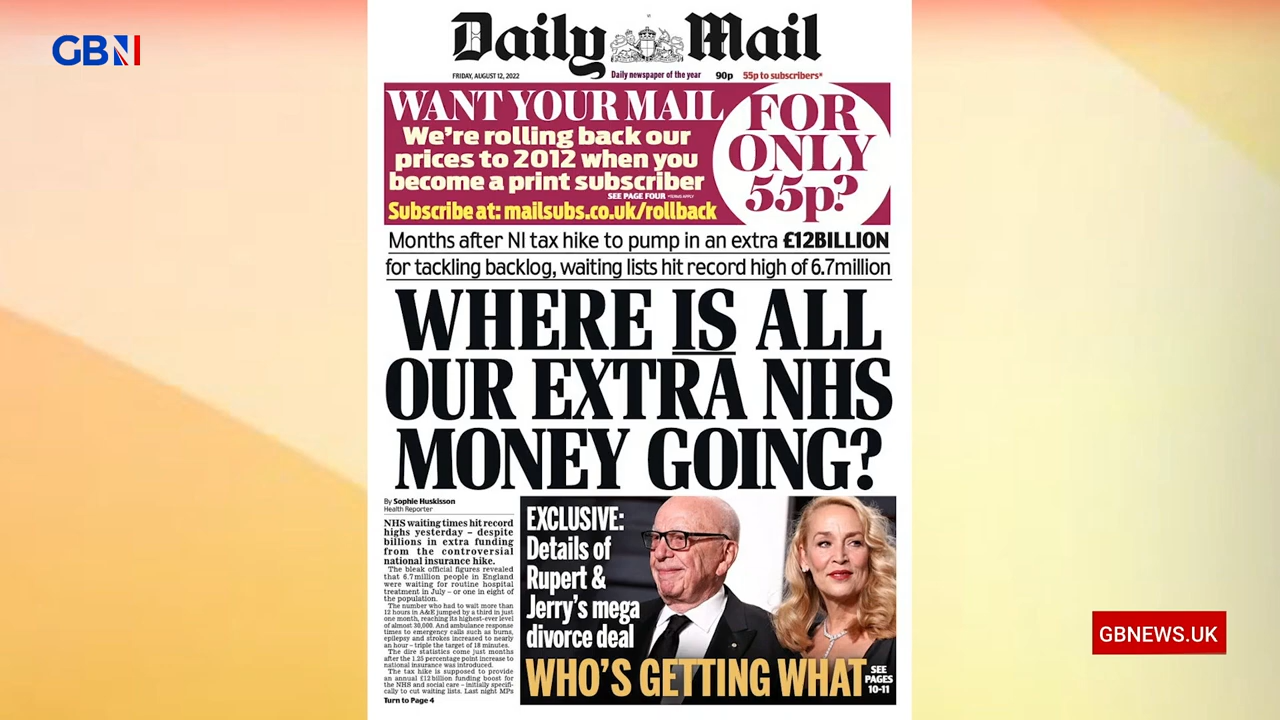 GBN
Daily Mail
FRIDAY, AUGUST 12, 2022
Daily newspaper of the year
90p
55p to subscribers*
WANT YOUR MAIL
We're rolling back our
prices to 2012 when you
become a print subscriber
SEE PAGE FOUR *TERMS APPLY
Subscribe at: mailsubs.co.uk/rollback
FOR
ONLY
55p?
Months after NI tax hike to pump in an extra £12BILLION
for tackling backlog, waiting lists hit record high of 6.7million
WHERE IS ALL
OUR EXTRA NHS
MONEY GOING?
By Sophie Huskisson
Health Reporter
NHS waiting times hit record
highs yesterday – despite
billions in extra funding
from the controversial
national insurance hike.
The bleak official figures revealed
that 6.7million people in England
were waiting for routine hospital
treatment in July – or one in eight of
the population.
The number who had to wait more than
12 hours in A&E jumped by a third in just
one month, reaching its highest-ever level
of almost 30,000. And ambulance response
times to emergency calls such as burns,
epilepsy and strokes increased to nearly
an hour – triple the target of 18 minutes.
The dire statistics come just months
after the 1.25 percentage point increase to
national insurance was introduced.
The tax hike is supposed to provide
an annual £12billion funding boost for
the NHS and social care – initially specifi-
cally to cut waiting lists. Last night MPs
Turn to Page 4
EXCLUSIVE:
Details of
Rupert &
Jerry's mega
divorce deal
WHO'S GETTING WHAT
SEE
PAGES
10-11
GBNEWS.UK